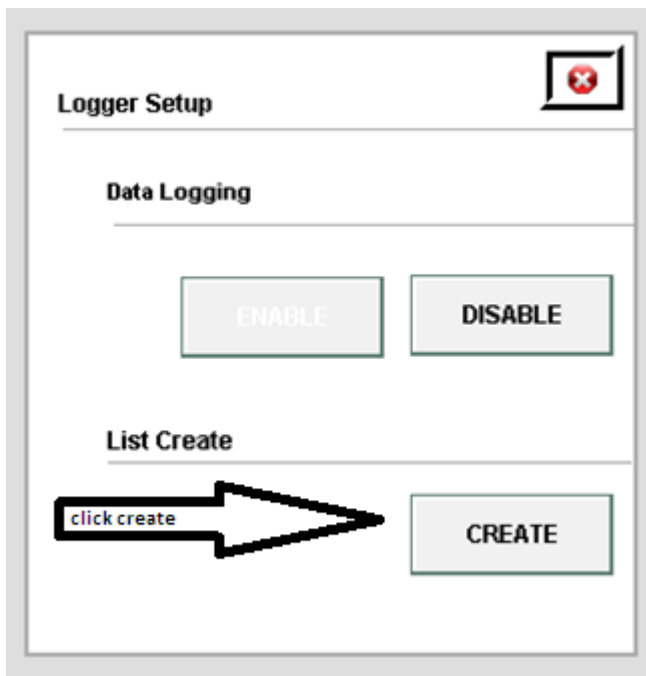 Logger Setup
Data Logging
ENABLE
DISABLE
List Create
click create
CREATE